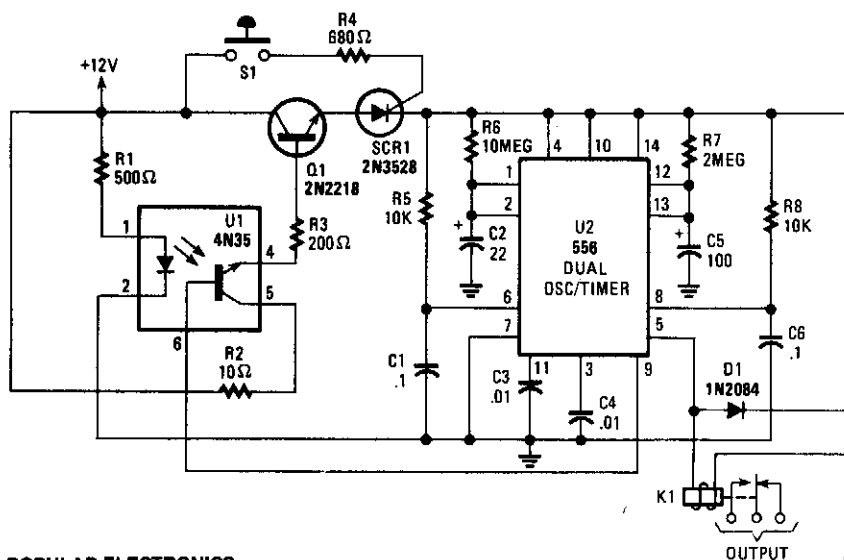 R4
680Ω
S1
+12V
R1
500Ω
Q1
2N2218
SCR1
2N3528
R6
10MEG
4
10
14
R7
2MEG
1
12
2
13
U1
4N35
R3
200Ω
R5
10K
U2
556
DUAL
OSC/TIMER
R8
10K
1
4
2
5
6
+
C2
22
+
C5
100
6
8
7
5
R2
10Ω
C1
.1
C3
.01
11
3
9
C4
.01
C6
.1
D1
1N2084
K1
OUTPUT